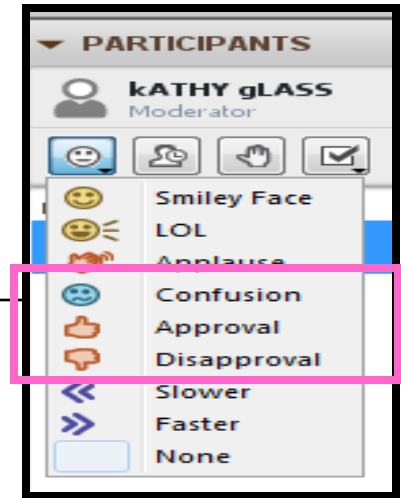 PARTICIPANTS
kATHY gLASS
Moderator
Smiley Face
LOL
Applause
Confusion
Approval
Disapproval
Slower
Faster
None